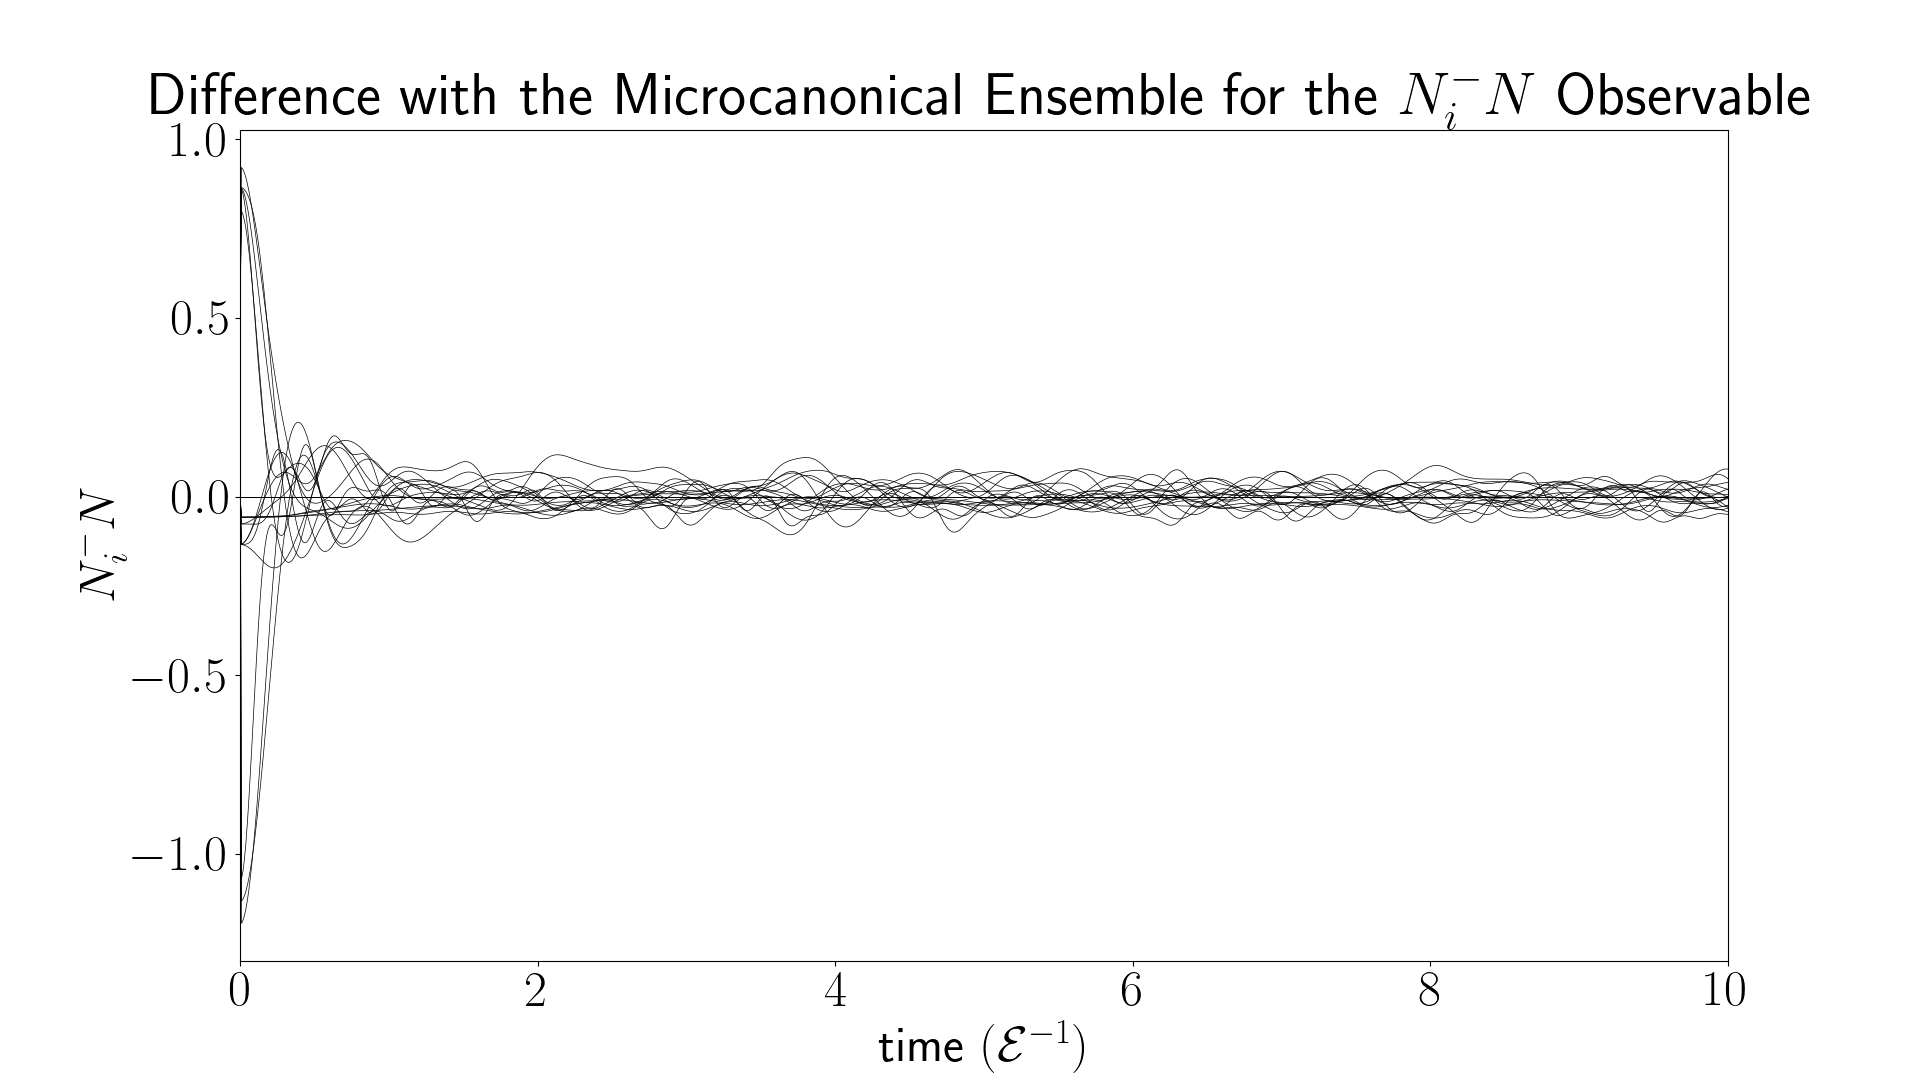 Difference with the Microcanonical Ensemble for the $N_i^-N$ Observable
1.0
0.5
0.0
−0.5
−1.0
$N_i^-N$
0 2 4 6 8 10
time $(\mathcal{E}^{-1})$